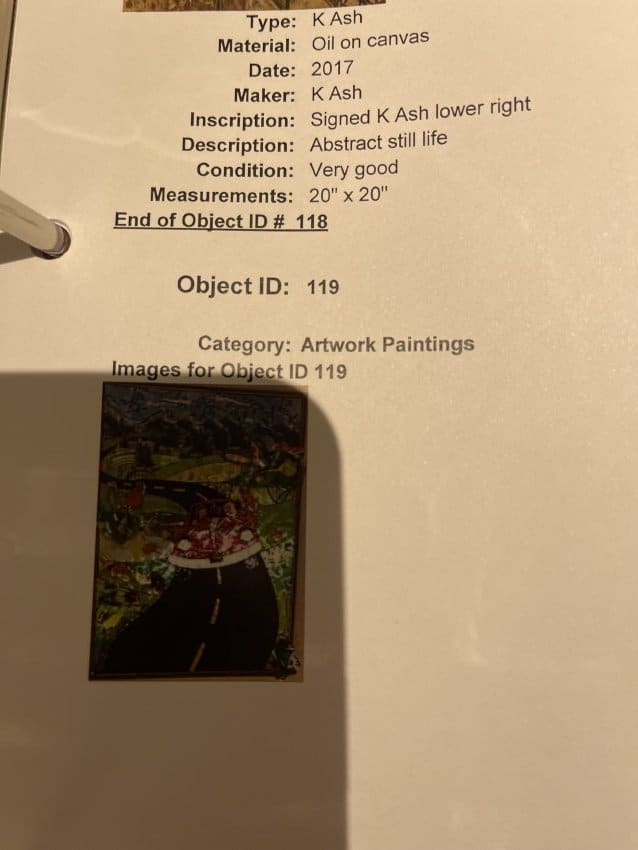 Type: K Ash
Material: Oil on canvas
Date: 2017
Maker: K Ash
Inscription: Signed K Ash lower right
Description: Abstract still life
Condition: Very good
Measurements: 20" x 20"
End of Object ID # 118
Object ID: 119
Category: Artwork Paintings
Images for Object ID 119